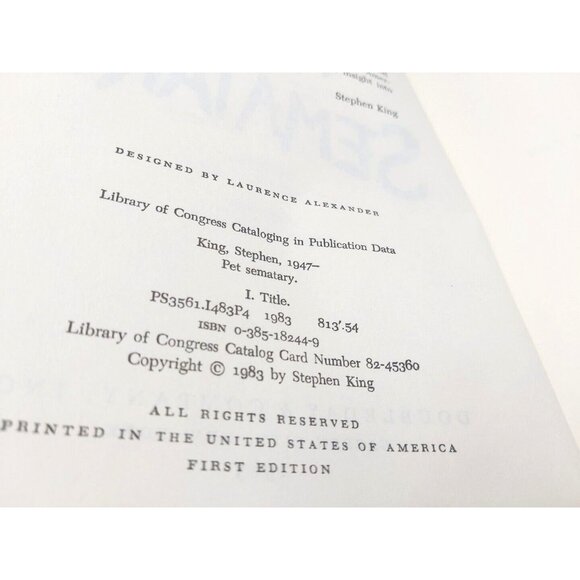 insight into
Stephen King
DESIGNED BY LAURENCE ALEXANDER
Library of Congress Cataloging in Publication Data
King, Stephen, 1947–
Pet sematary.
I. Title.
PS3561.I483P4 1983 813'.54
ISBN 0-385-18244-9
Library of Congress Catalog Card Number 82-45360
Copyright © 1983 by Stephen King
ALL RIGHTS RESERVED
PRINTED IN THE UNITED STATES OF AMERICA
FIRST EDITION